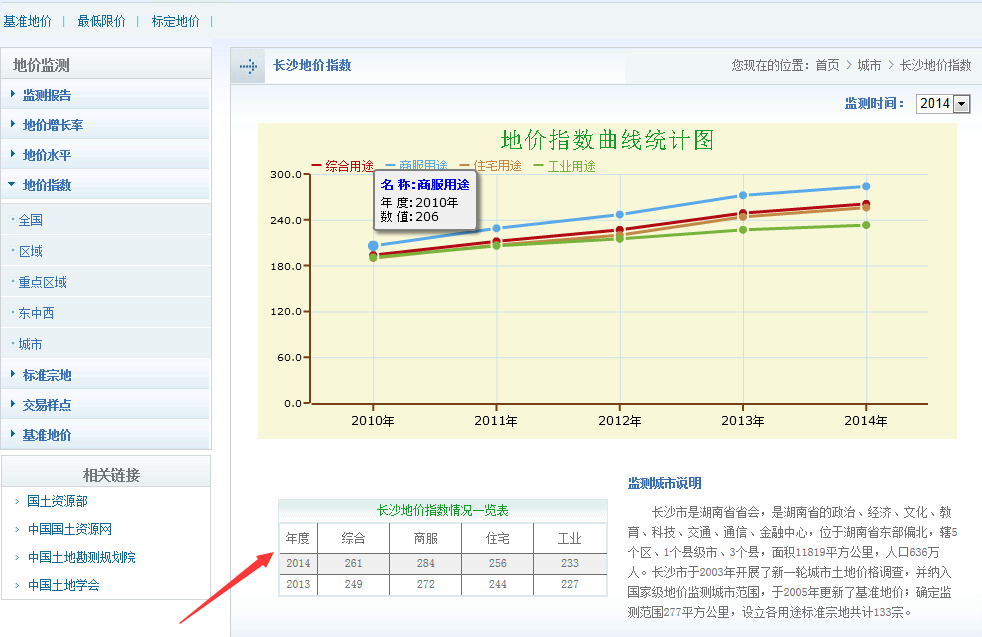 基准地价 | 最低限价 | 标定地价 |
地价监测
监测报告
地价增长率
地价水平
地价指数
·全国
·区域
·重点区域
·东中西
·城市
标准宗地
交易样点
基准地价
相关链接
国土资源部
中国国土资源网
中国土地勘测规划院
中国土地学会
长沙地价指数
您现在的位置：首页 > 城市 > 长沙地价指数
监测时间： 2014
地价指数曲线统计图
综合用途 商服用途 住宅用途 工业用途
名 称:商服用途
年 度:2010年
数 值:206
300.0
240.0
180.0
120.0
60.0
0.0
2010年 2011年 2012年 2013年 2014年
长沙地价指数情况一览表
年度 综合 商服 住宅 工业
2014 261 284 256 233
2013 249 272 244 227
监测城市说明
长沙市是湖南省省会，是湖南省的政治、经济、文化、教
育、科技、交通、通信、金融中心，位于湖南省东部偏北，辖5
个区、1个县级市、3个县，面积11819平方公里，人口636万
人。长沙市于2003年开展了新一轮城市土地价格调查，并纳入
国家级地价监测城市范围，于2005年更新了基准地价；确定监
测范围277平方公里，设立各用途标准宗地共计133宗。